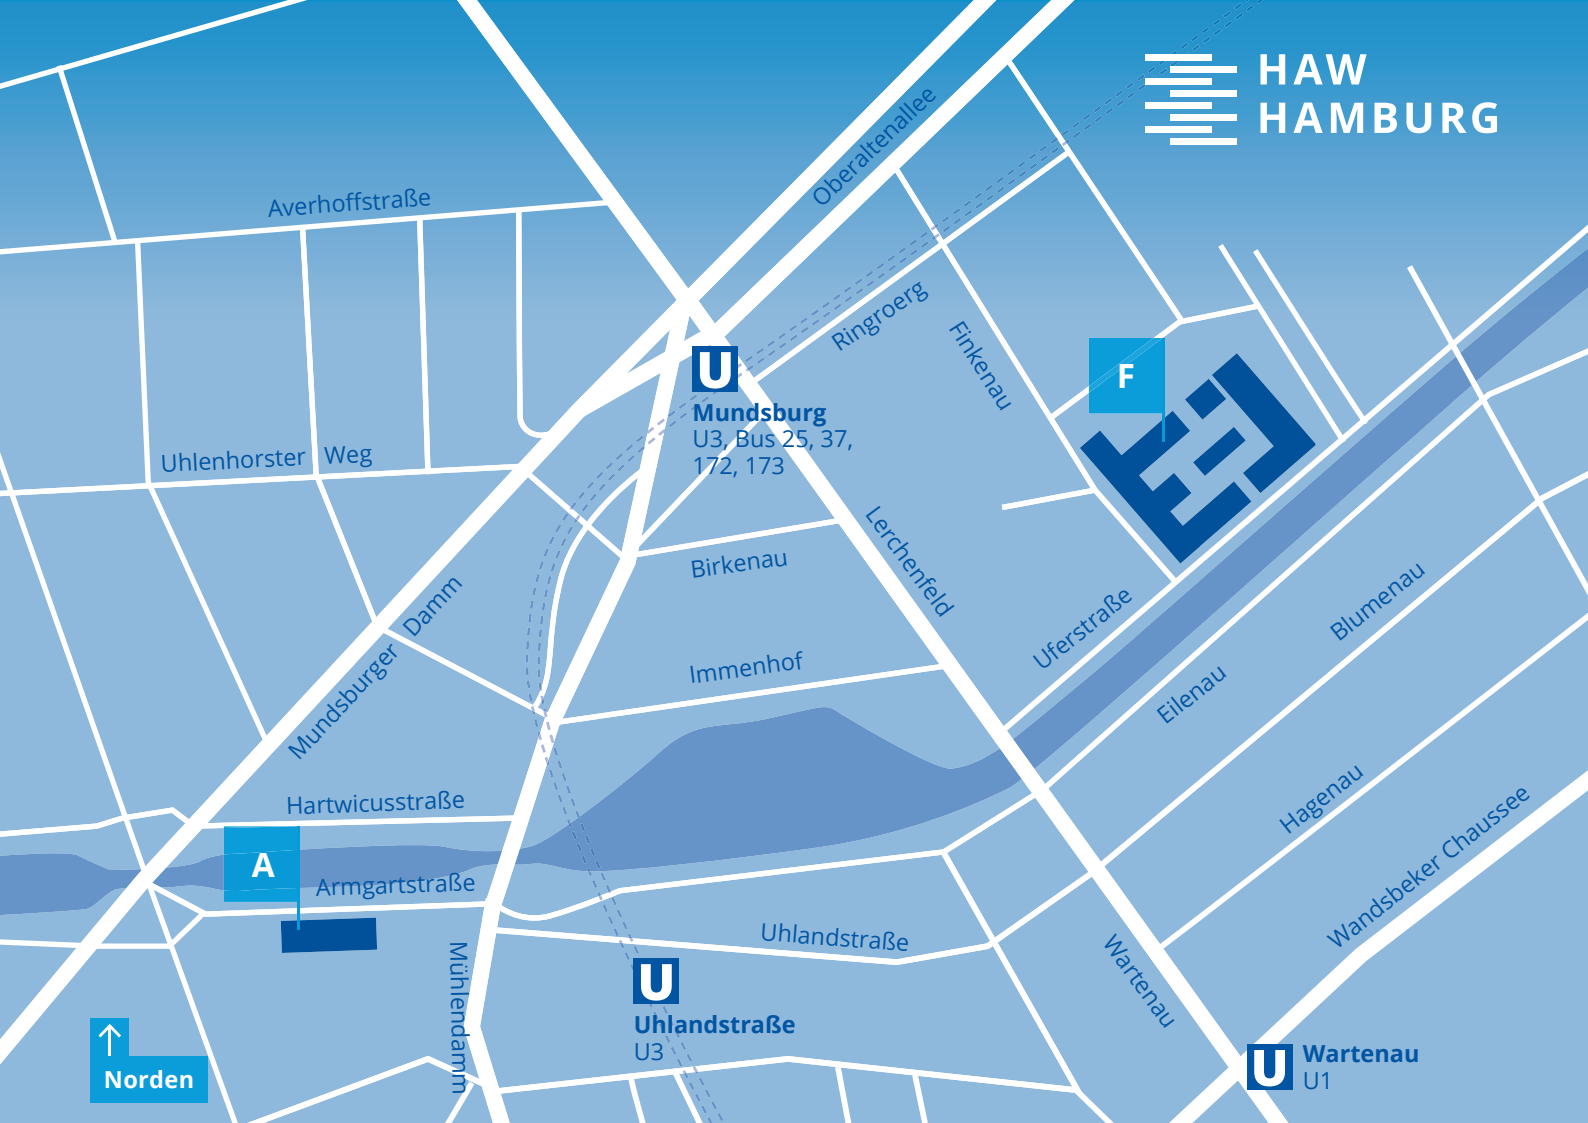 HAW
HAMBURG
Oberaltenallee
Averhoffstraße
Ringroerg
Finkenau
F
U
Mundsburg
U3, Bus 25, 37,
172, 173
Uhlenhorster Weg
Lerchenfeld
Birkenau
Mundsburger Damm
Immenhof
Uferstraße
Blumenau
Eilenau
Hartwicusstraße
Hagenau
Wandsbeker Chaussee
A
Armgartstraße
Uhlandstraße
Mühlendamm
Wartenau
U
Uhlandstraße
U3
U
Wartenau
U1
Norden